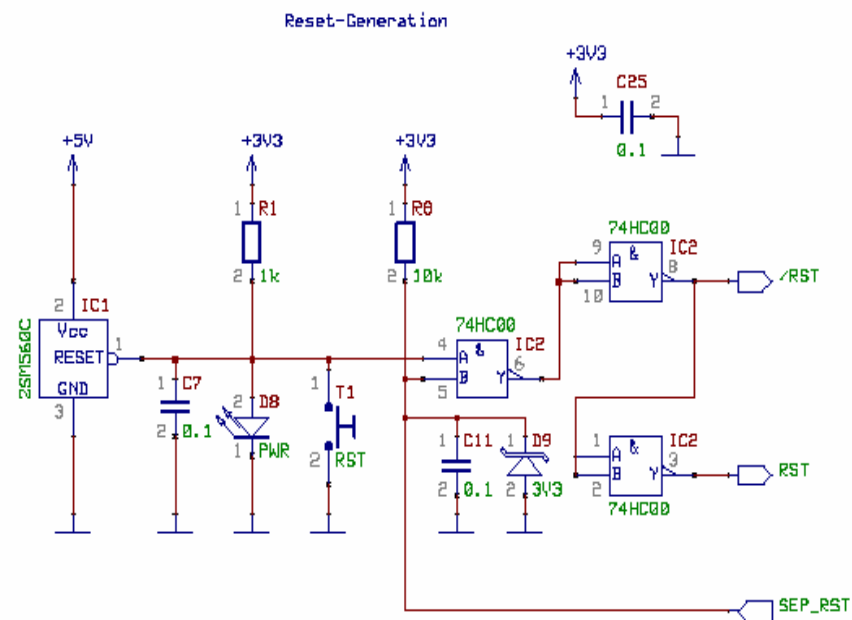 Reset-Generation
+3V3
C25
1 2
0.1
+5V
+3V3
+3V3
1 R1
2 1k
1 R8
2 10k
74HC00
9 A & IC2
10 B Y 8
/RST
2 IC1
2SM560C
Vcc
RESET 1
GND
3
74HC00
4 A & IC2
5 B Y 6
1 C7
2 0.1
2 D8
1 PWR
1 T1
2 RST
1 C11
2 0.1
1 D9
2 3V3
1 A & IC2
2 B Y 3
74HC00
RST
SEP_RST